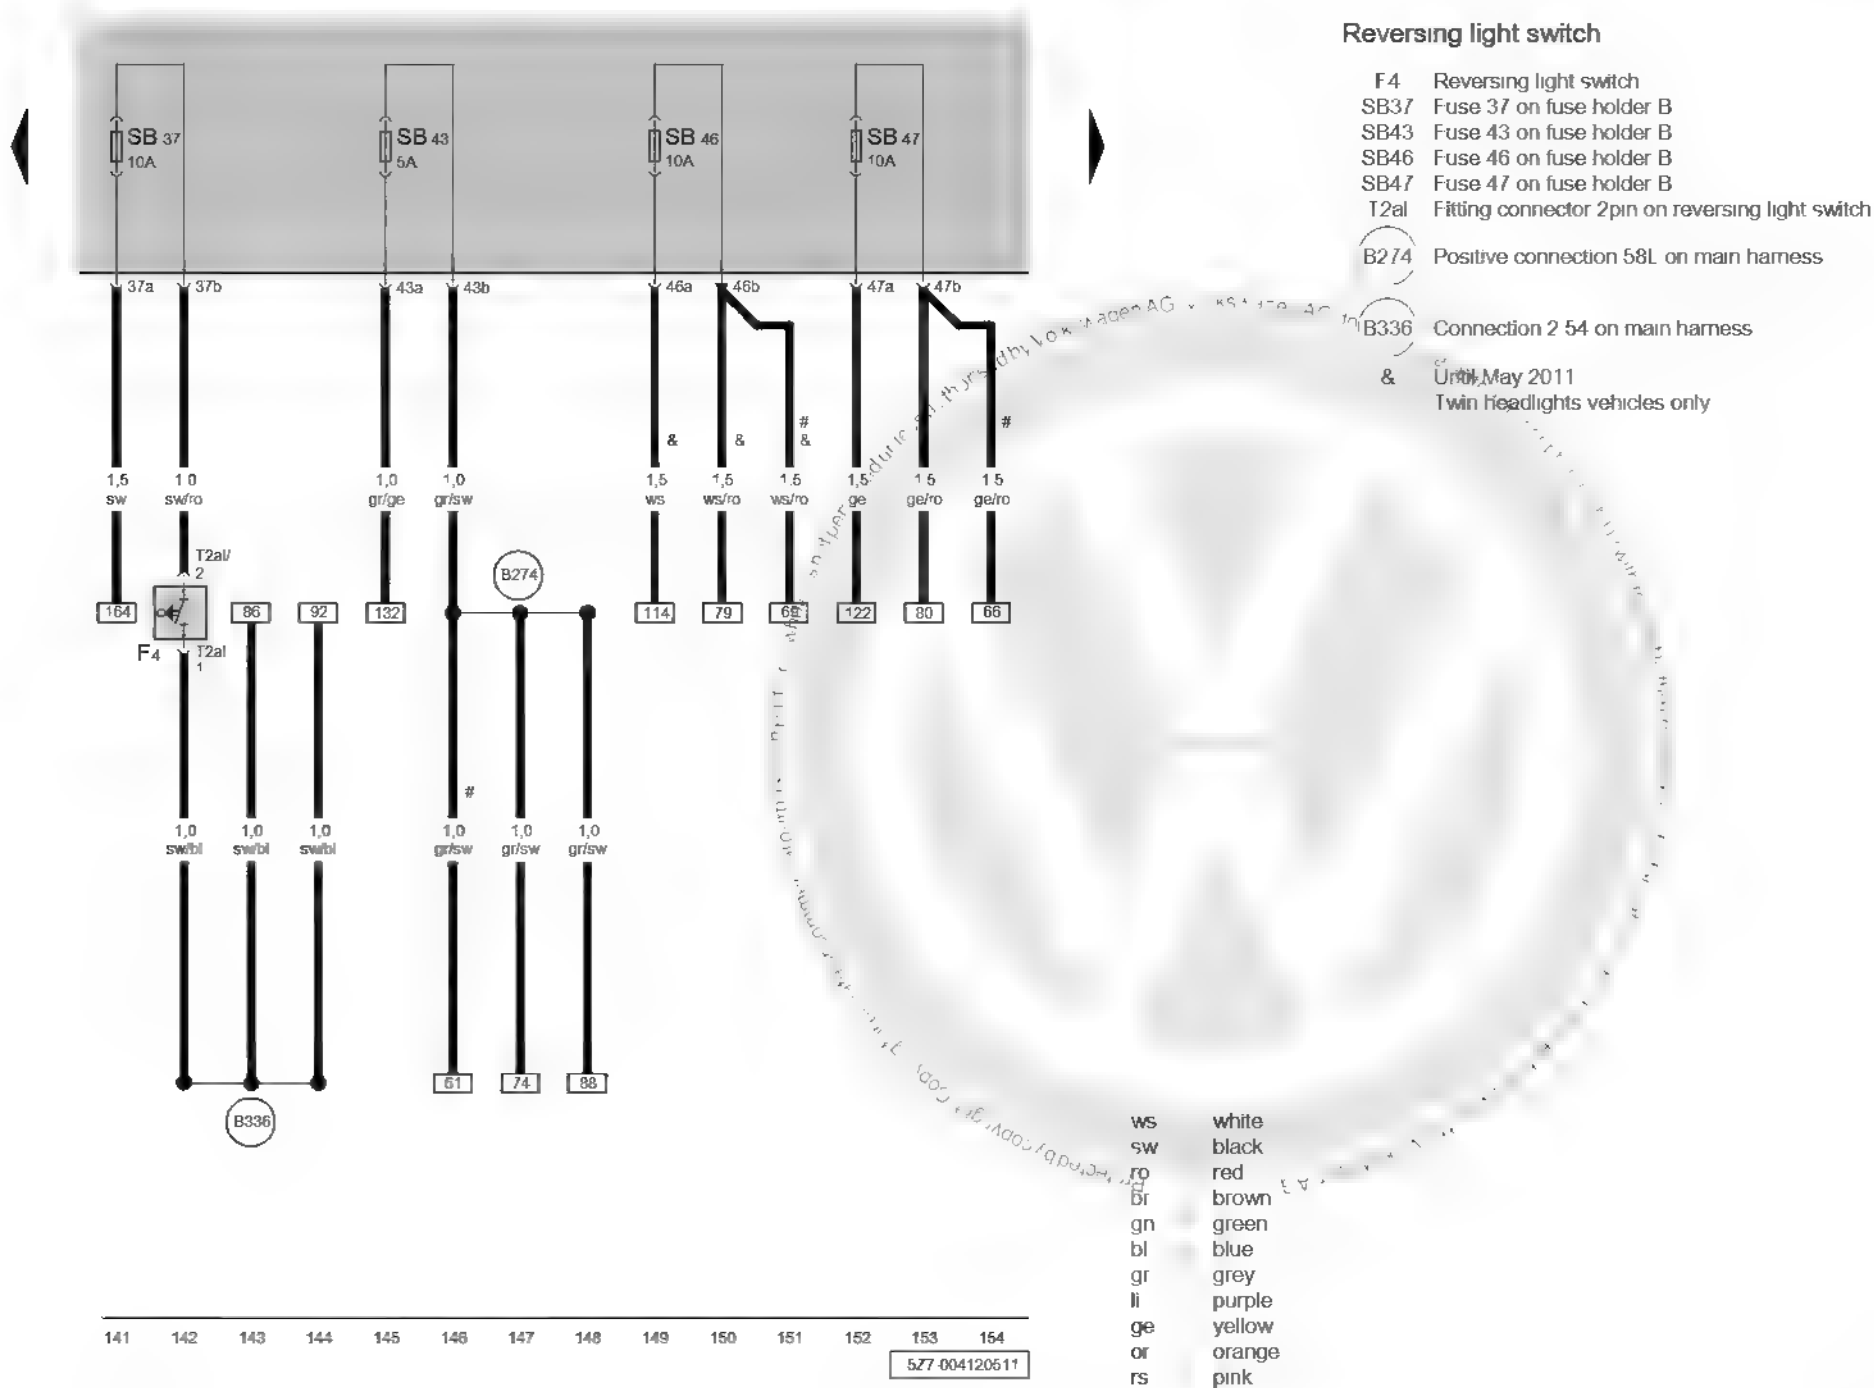 Reversing light switch
F4 Reversing light switch
SB37 Fuse 37 on fuse holder B
SB43 Fuse 43 on fuse holder B
SB46 Fuse 46 on fuse holder B
SB47 Fuse 47 on fuse holder B
T2al Fitting connector 2pin on reversing light switch
B274 Positive connection 58L on main harness
B336 Connection 2 54 on main harness
& Until May 2011
Twin headlights vehicles only
SB 37 SB 43 SB 46 SB 47
10A 5A 10A 10A
37a 37b 43a 43b 46a 46b 47a 47b
# #
& & &
1,5 1 0 1,0 1,0 1,5 1,5 1 5 1,5 1 5 1 5
sw sw/ro gr/ge gr/sw ws ws/ro ws/ro ge ge/ro ge/ro
T2al/
2
B274
164 86 92 132 114 79 122 80 66
F4 T2al
1
#
1,0 1,0 1,0 1,0 1,0 1,0
sw/bl sw/bl sw/bl gr/sw gr/sw gr/sw
61 74 88
B336
ws white
sw black
ro red
br brown
gn green
bl blue
gr grey
li purple
ge yellow
or orange
rs pink
141 142 143 144 145 146 147 148 149 150 151 152 153 154
5Z7-004120611